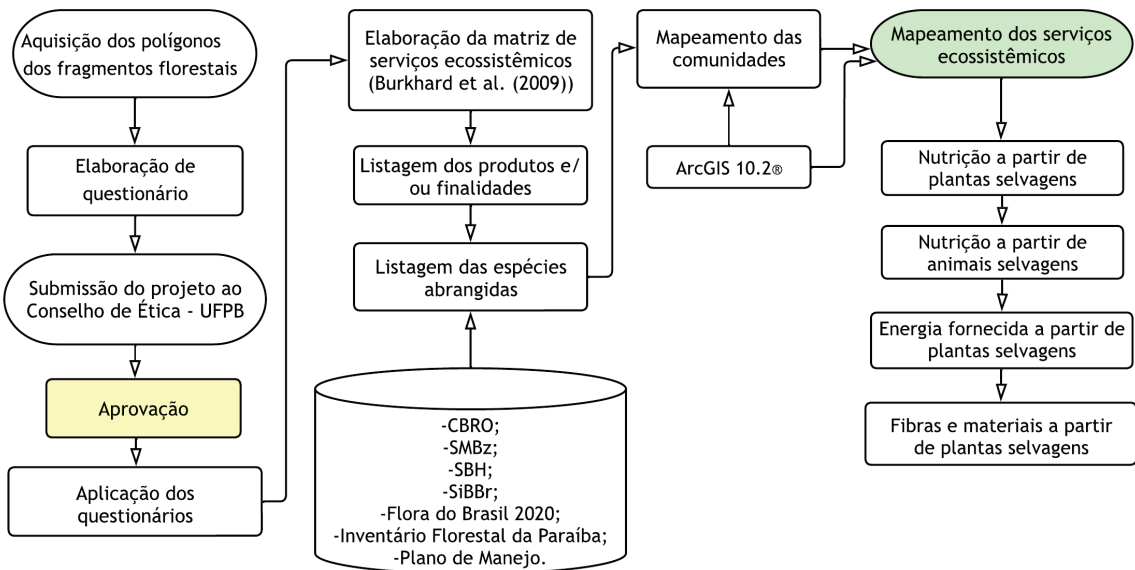 Aquisição dos polígonos
dos fragmentos florestais
Elaboração de
questionário
Submissão do projeto ao
Conselho de Ética - UFPB
Aprovação
Aplicação dos
questionários
Elaboração da matriz de
serviços ecossistêmicos
(Burkhard et al. (2009))
Listagem dos produtos e/
ou finalidades
Listagem das espécies
abrangidas
-CBRO;
-SMBz;
-SBH;
-SiBBr;
-Flora do Brasil 2020;
-Inventário Florestal da Paraíba;
-Plano de Manejo.
Mapeamento das
comunidades
ArcGIS 10.2®
Mapeamento dos serviços
ecossistêmicos
Nutrição a partir de
plantas selvagens
Nutrição a partir de
animais selvagens
Energia fornecida a partir de
plantas selvagens
Fibras e materiais a partir
de plantas selvagens